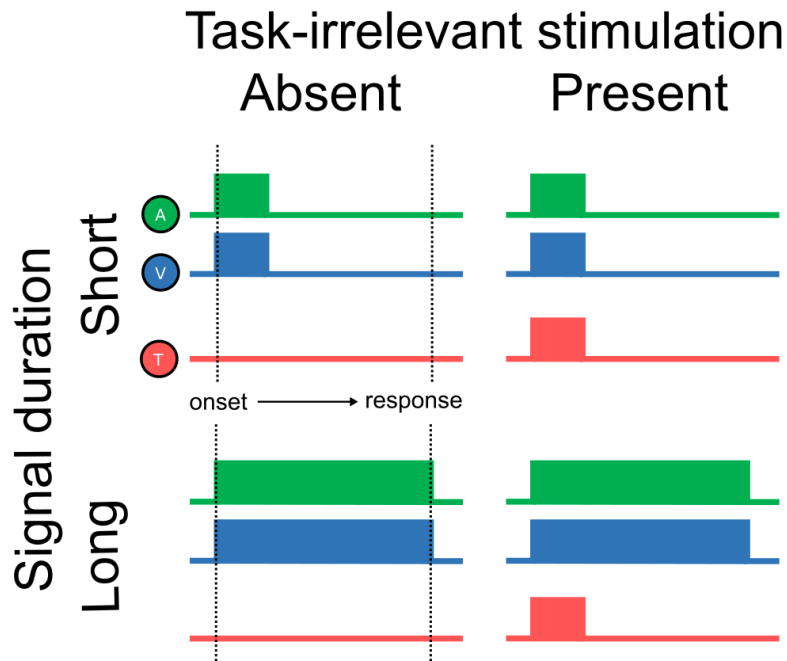 Task-irrelevant stimulation
Absent
Present
Signal duration
Short
A
V
T
onset
response
Long